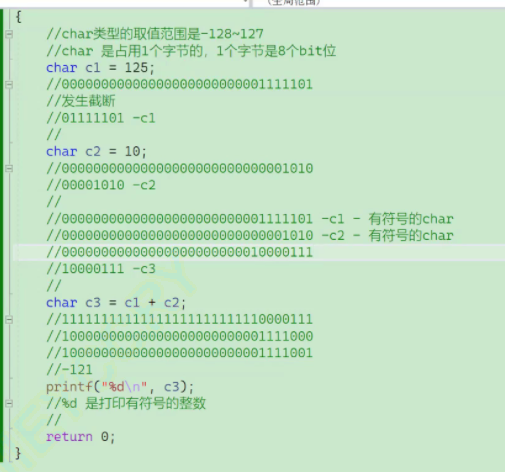 (全局范围)
{
//char类型的取值范围是-128~127
//char 是占用1个字节的，1个字节是8个bit位
char c1 = 125;
//00000000000000000000000001111101
//发生截断
//01111101 -c1
//
char c2 = 10;
//00000000000000000000000000001010
//00001010 -c2
//
//00000000000000000000000001111101 -c1 - 有符号的char
//00000000000000000000000000001010 -c2 - 有符号的char
//00000000000000000000000010000111
//10000111 -c3
//
char c3 = c1 + c2;
//11111111111111111111111110000111
//10000000000000000000000001111000
//10000000000000000000000001111001
//-121
printf("%d\n", c3);
//%d 是打印有符号的整数
//
return 0;
}